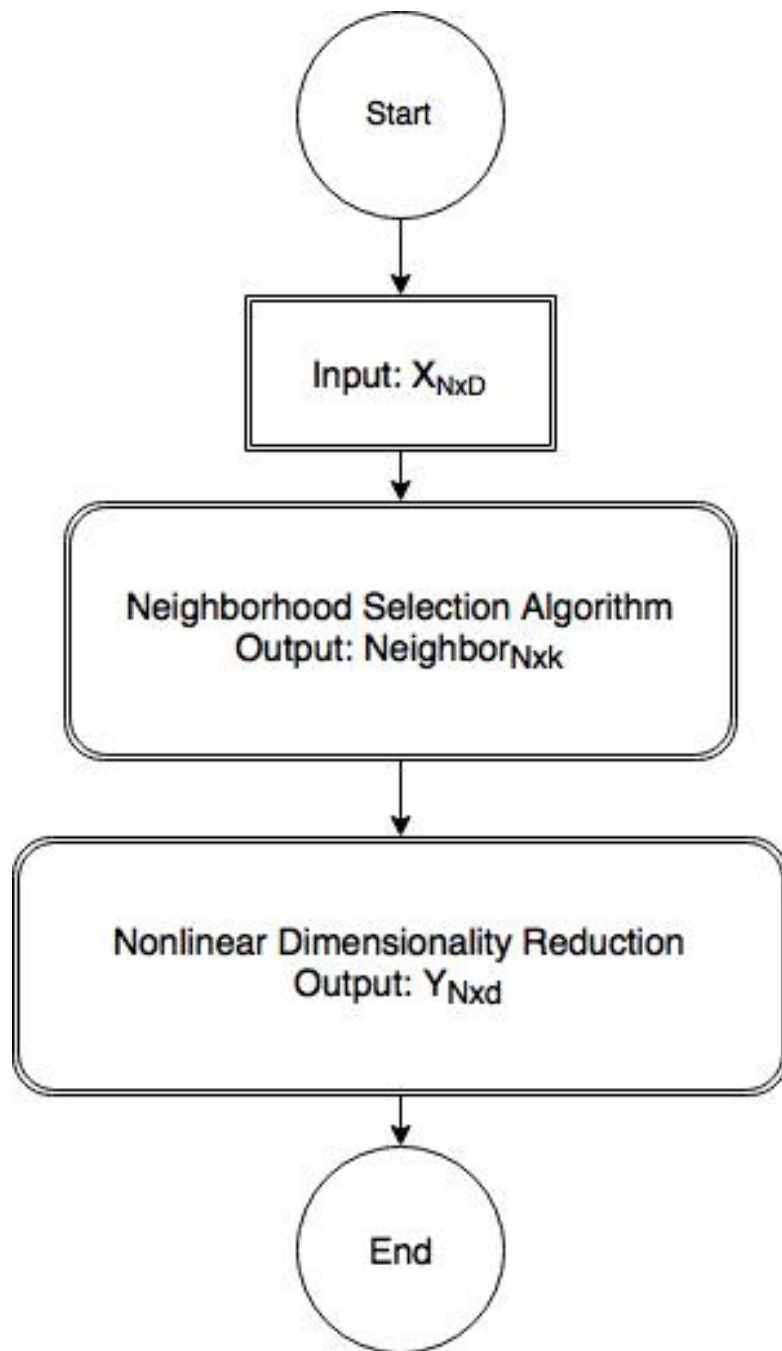 Start
Input: X_NxD
Neighborhood Selection Algorithm
Output: Neighbor_Nxk
Nonlinear Dimensionality Reduction
Output: Y_Nxd
End